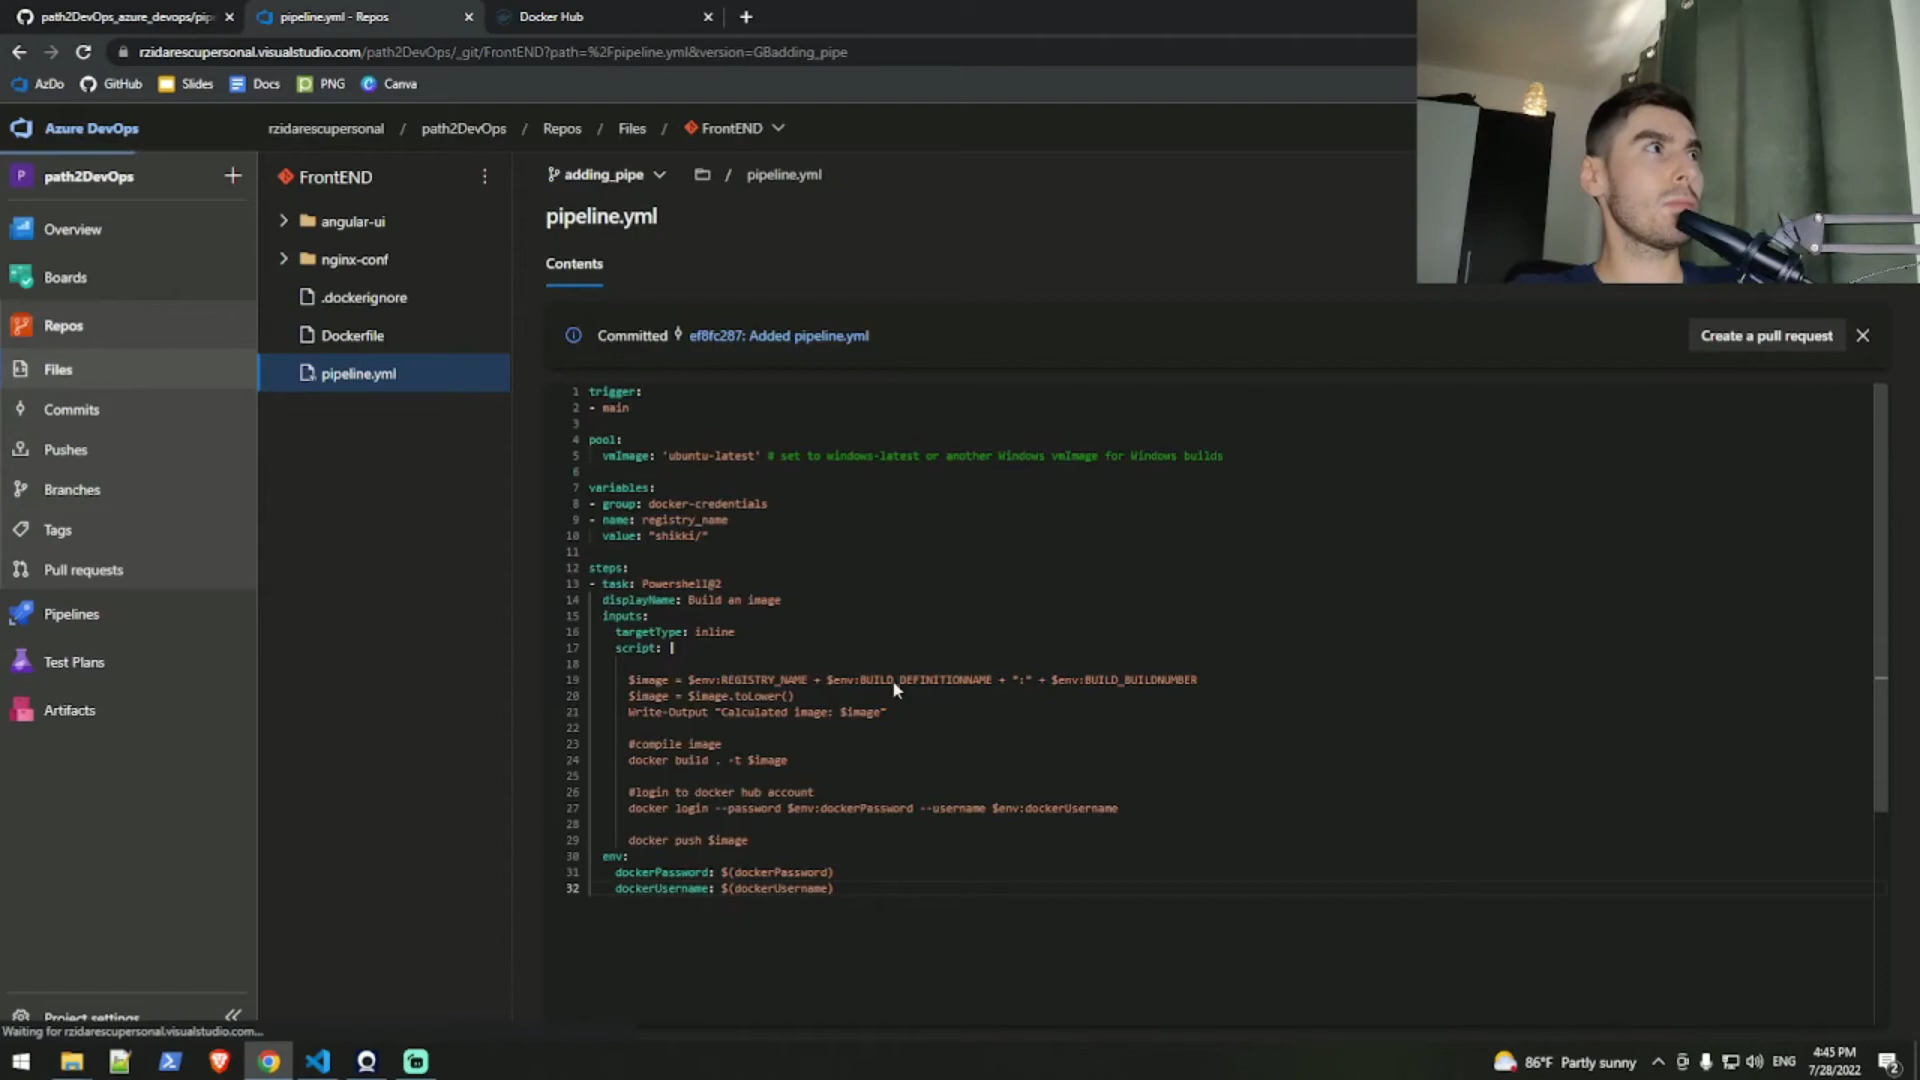 path2DevOps_azure_devops/pip
pipeline.yml - Repos
Docker Hub
rzidarescupersonal.visualstudio.com/path2DevOps/_git/FrontEND?path=%2Fpipeline.yml&version=GBadding_pipe
AzDo
GitHub
Slides
Docs
PNG
Canva
Azure DevOps
rzidarescupersonal / path2DevOps / Repos / Files / FrontEND
P path2DevOps
Overview
Boards
Repos
Files
Commits
Pushes
Branches
Tags
Pull requests
Pipelines
Test Plans
Artifacts
Project settings
Waiting for rzidarescupersonal.visualstudio.com...
FrontEND
angular-ui
nginx-conf
.dockerignore
Dockerfile
pipeline.yml
adding_pipe / pipeline.yml
pipeline.yml
Contents
Committed ef8fc287: Added pipeline.yml
Create a pull request
1 trigger:
2 - main
3
4 pool:
5 vmImage: 'ubuntu-latest' # set to windows-latest or another Windows vmImage for Windows builds
6
7 variables:
8 - group: docker-credentials
9 - name: registry_name
10 value: "shikki/"
11
12 steps:
13 - task: Powershell@2
14 displayName: Build an image
15 inputs:
16 targetType: inline
17 script: |
18
19 $image = $env:REGISTRY_NAME + $env:BUILD_DEFINITIONNAME + ":" + $env:BUILD_BUILDNUMBER
20 $image = $image.toLower()
21 Write-Output "Calculated image: $image"
22
23 #compile image
24 docker build . -t $image
25
26 #login to docker hub account
27 docker login --password $env:dockerPassword --username $env:dockerUsername
28
29 docker push $image
30 env:
31 dockerPassword: $(dockerPassword)
32 dockerUsername: $(dockerUsername)
86°F Partly sunny
ENG
4:45 PM
7/28/2022
2